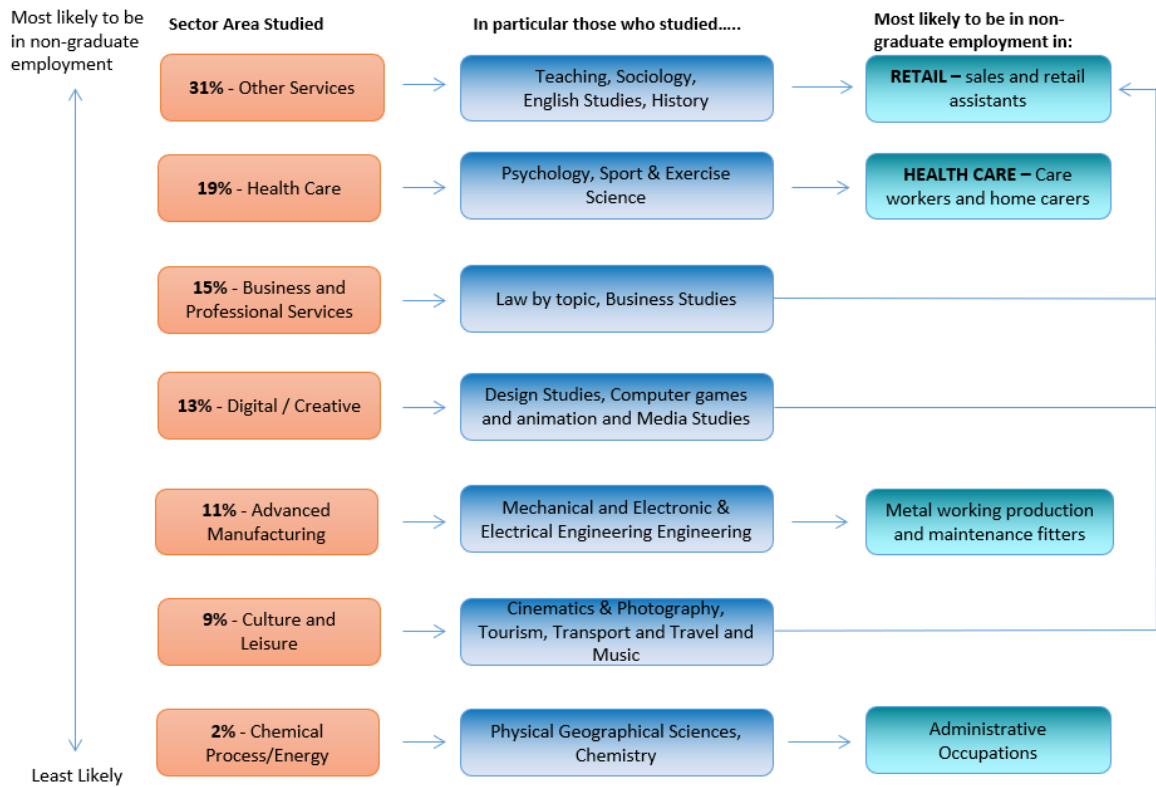 Most likely to be
in non-graduate
employment
Sector Area Studied
In particular those who studied…..
Most likely to be in non-
graduate employment in:
31% - Other Services
Teaching, Sociology,
English Studies, History
RETAIL – sales and retail
assistants
19% - Health Care
Psychology, Sport & Exercise
Science
HEALTH CARE – Care
workers and home carers
15% - Business and
Professional Services
Law by topic, Business Studies
13% - Digital / Creative
Design Studies, Computer games
and animation and Media Studies
11% - Advanced
Manufacturing
Mechanical and Electronic &
Electrical Engineering Engineering
Metal working production
and maintenance fitters
9% - Culture and
Leisure
Cinematics & Photography,
Tourism, Transport and Travel and
Music
2% - Chemical
Process/Energy
Physical Geographical Sciences,
Chemistry
Administrative
Occupations
Least Likely